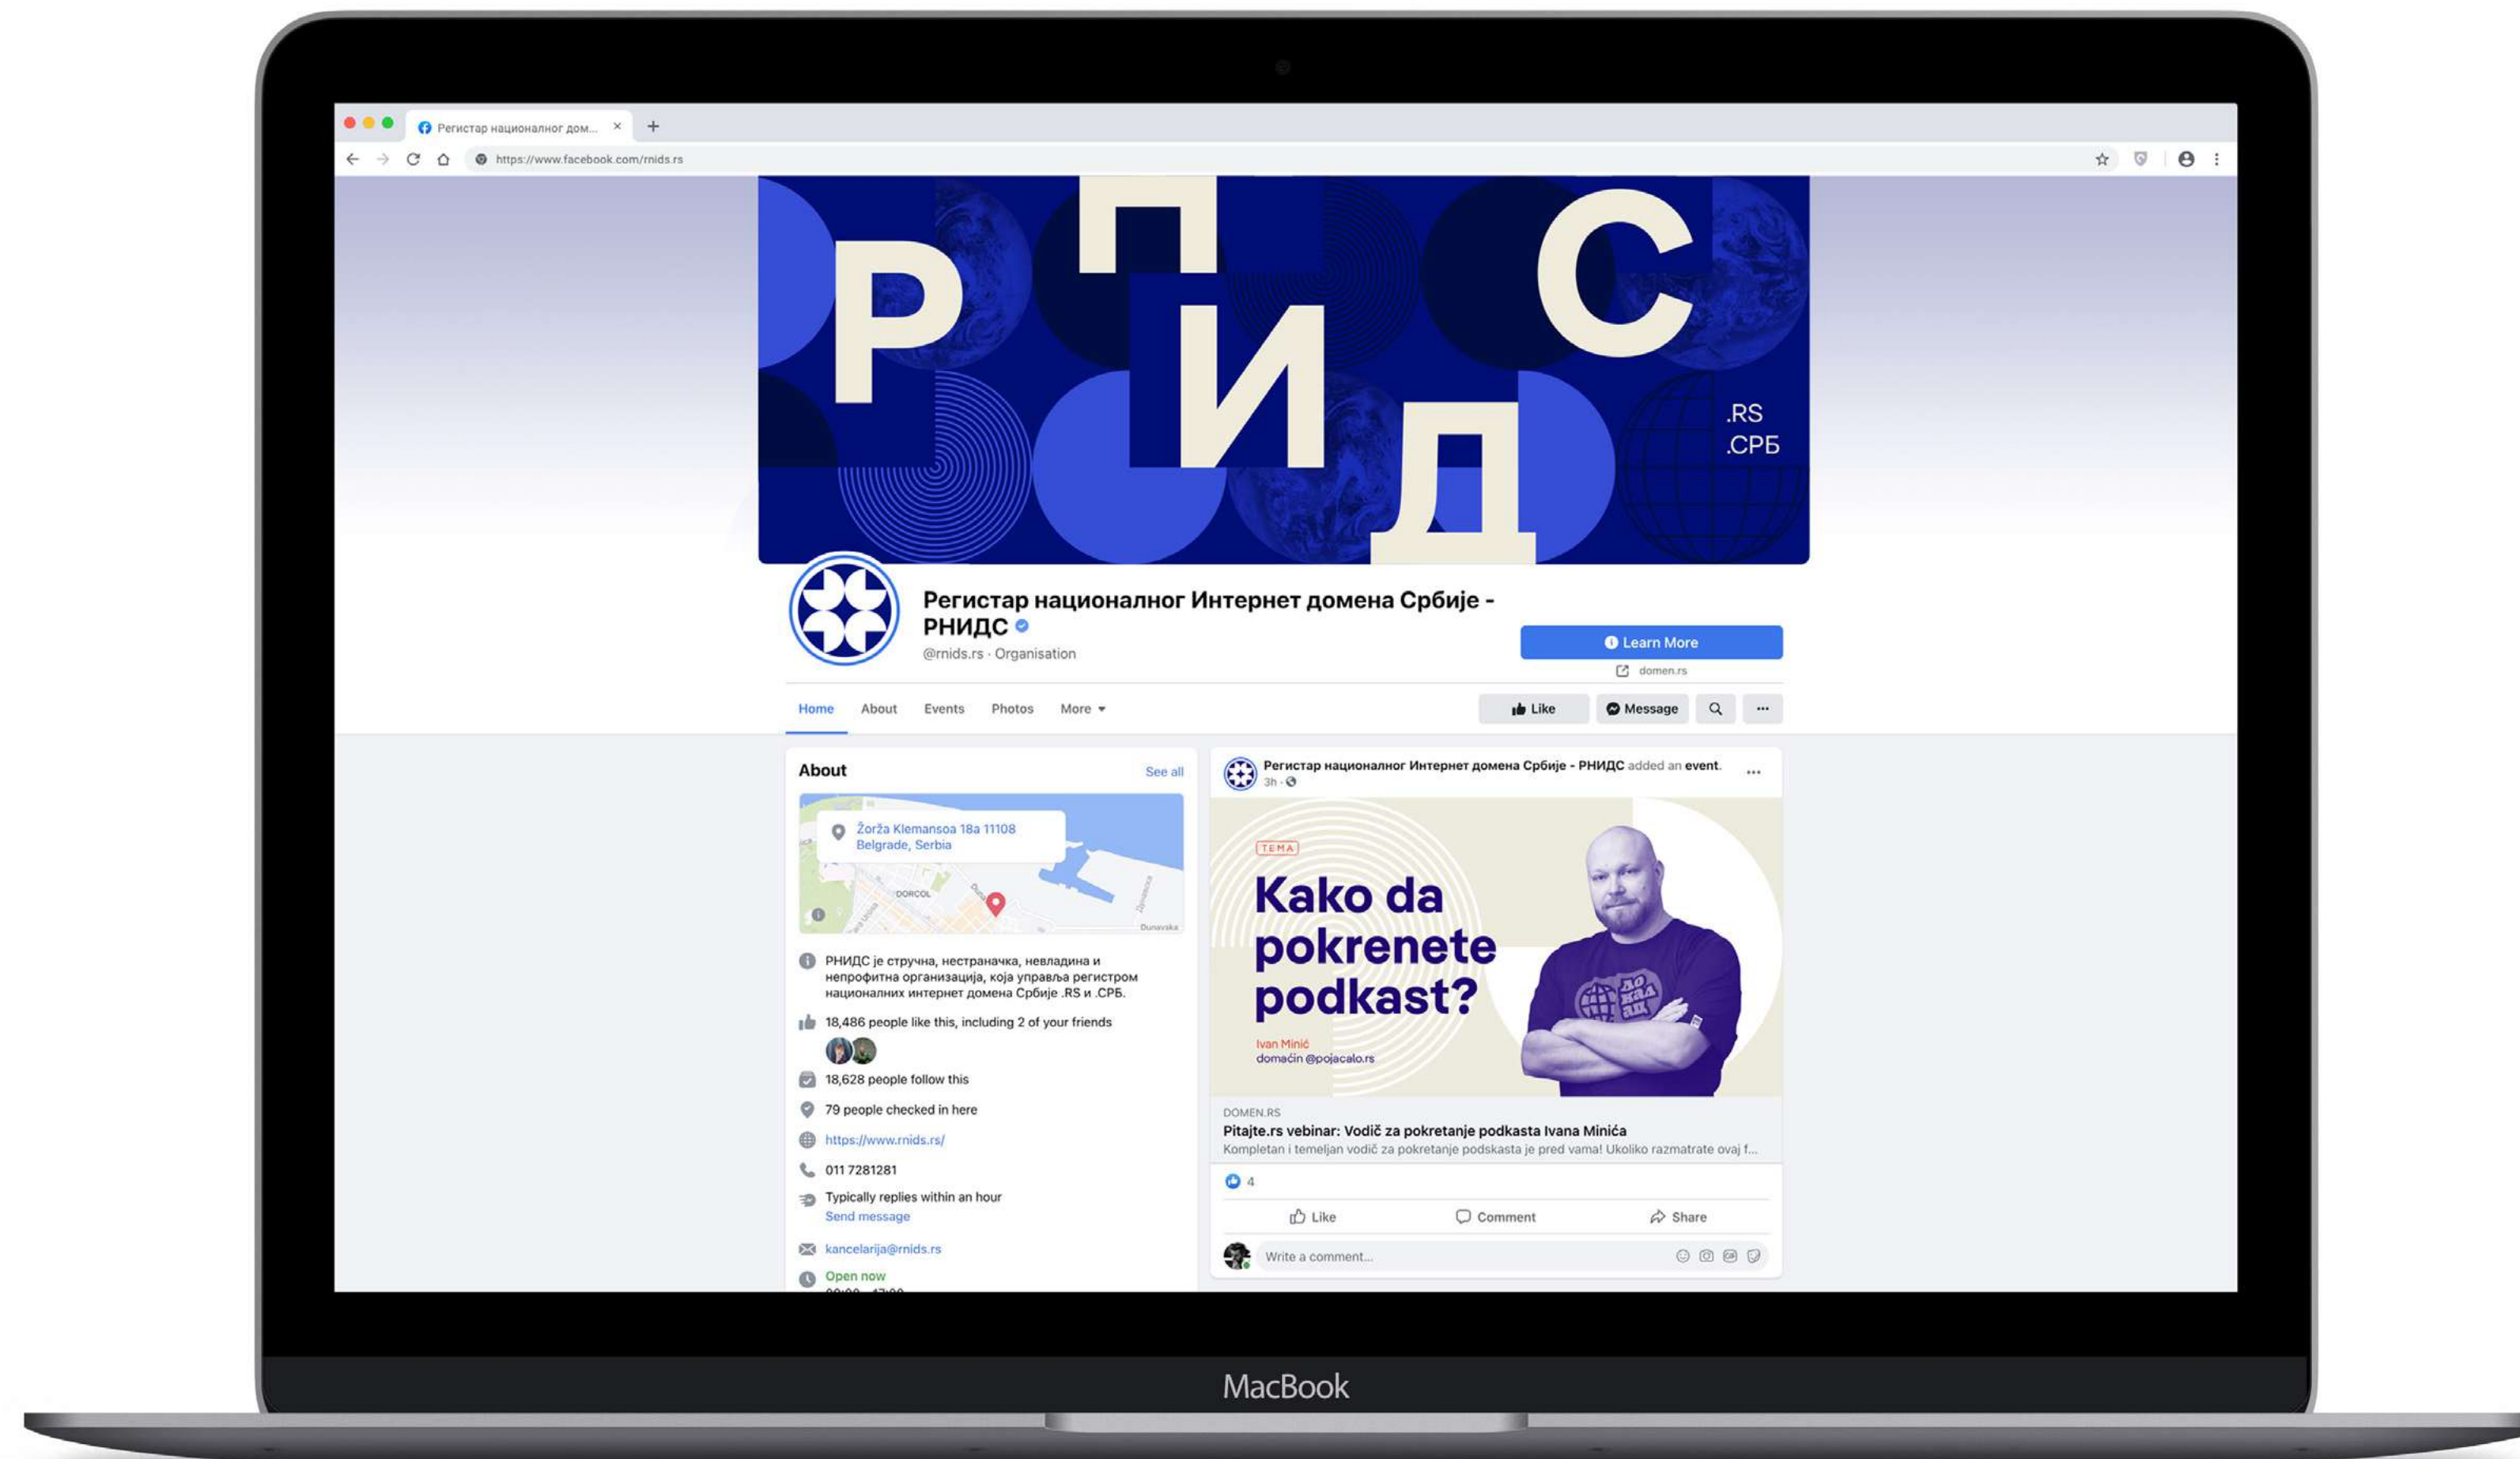 Регистар националног дом...
https://www.facebook.com/rnids.rs
РНИДС
.RS
.СРБ
Регистар националног Интернет домена Србије -
РНИДС
@rnids.rs · Organisation
Learn More
domen.rs
Home About Events Photos More
Like Message
About See all
Žorža Klemansoa 18a 11108
Belgrade, Serbia
DORCOL
Dunavska
РНИДС је стручна, нестраначка, невладина и
непрофитна организација, која управља регистром
националних интернет домена Србије .RS и .СРБ.
18,486 people like this, including 2 of your friends
18,628 people follow this
79 people checked in here
https://www.rnids.rs/
011 7281281
Typically replies within an hour
Send message
kancelarija@rnids.rs
Open now
Регистар националног Интернет домена Србије - РНИДС added an event.
3h ·
TEMA
Kako da
pokrenete
podkast?
ЛОКАЛАЦ
Ivan Minić
domaćin @pojacalo.rs
DOMEN.RS
Pitajte.rs vebinar: Vodič za pokretanje podkasta Ivana Minića
Kompletan i temeljan vodič za pokretanje podskasta je pred vama! Ukoliko razmatrate ovaj f...
4
Like Comment Share
Write a comment...
MacBook